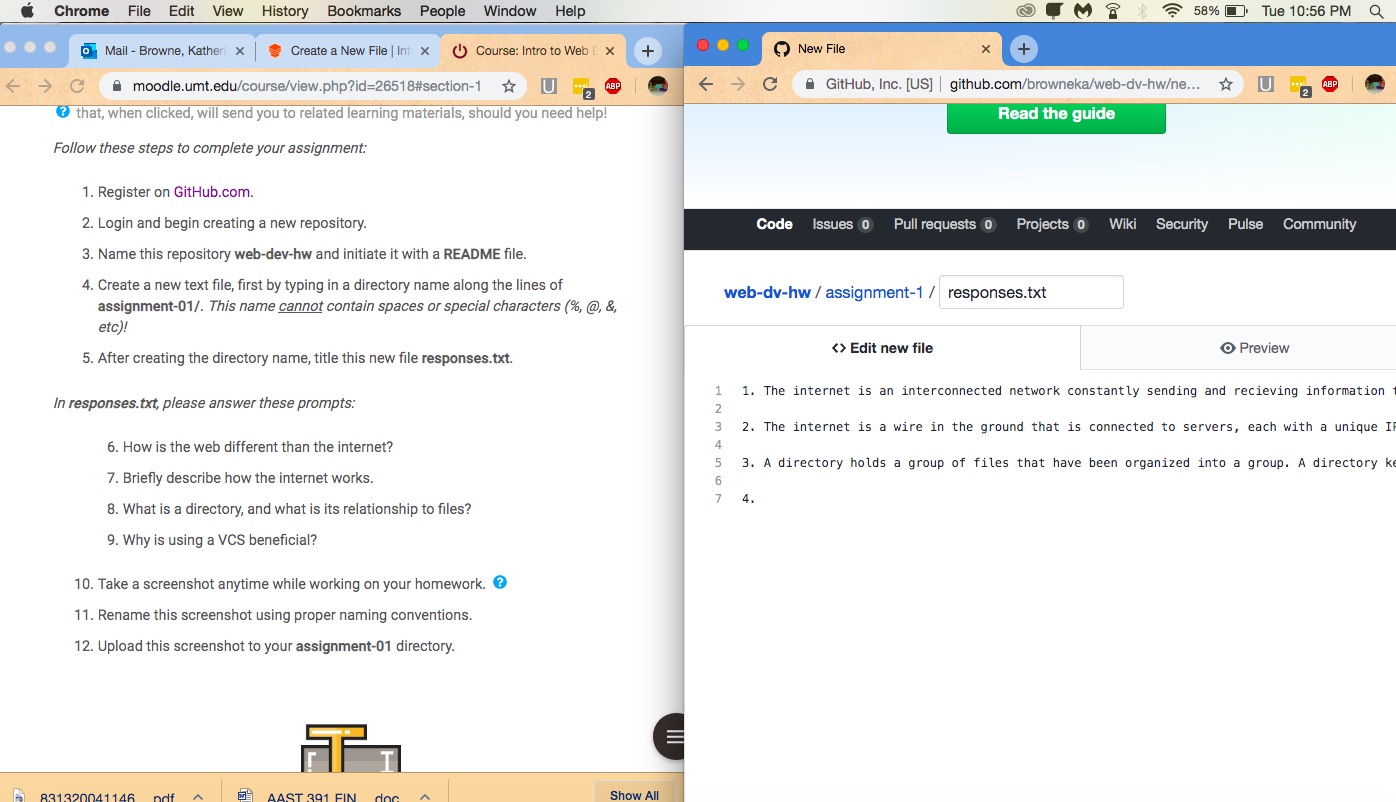 Chrome File Edit View History Bookmarks People Window Help 58% Tue 10:56 PM
Mail - Browne, Kather
Create a New File | Int
Course: Intro to Web
moodle.umt.edu/course/view.php?id=26518#section-1
2
ABP
that, when clicked, will send you to related learning materials, should you need help!
Follow these steps to complete your assignment:
1. Register on GitHub.com.
2. Login and begin creating a new repository.
3. Name this repository web-dev-hw and initiate it with a README file.
4. Create a new text file, first by typing in a directory name along the lines of
assignment-01/. This name cannot contain spaces or special characters (%, @, &,
etc)!
5. After creating the directory name, title this new file responses.txt.
In responses.txt, please answer these prompts:
6. How is the web different than the internet?
7. Briefly describe how the internet works.
8. What is a directory, and what is its relationship to files?
9. Why is using a VCS beneficial?
10. Take a screenshot anytime while working on your homework.
11. Rename this screenshot using proper naming conventions.
12. Upload this screenshot to your assignment-01 directory.
831320041146 pdf
AAST 391 FIN doc
Show All
New File
GitHub, Inc. [US] | github.com/browneka/web-dv-hw/ne...
2
ABP
Read the guide
Code Issues 0 Pull requests 0 Projects 0 Wiki Security Pulse Community
web-dv-hw / assignment-1 / responses.txt
<> Edit new file
Preview
1 1. The internet is an interconnected network constantly sending and recieving information
2
3 2. The internet is a wire in the ground that is connected to servers, each with a unique
4
5 3. A directory holds a group of files that have been organized into a group. A directory
6
7 4.